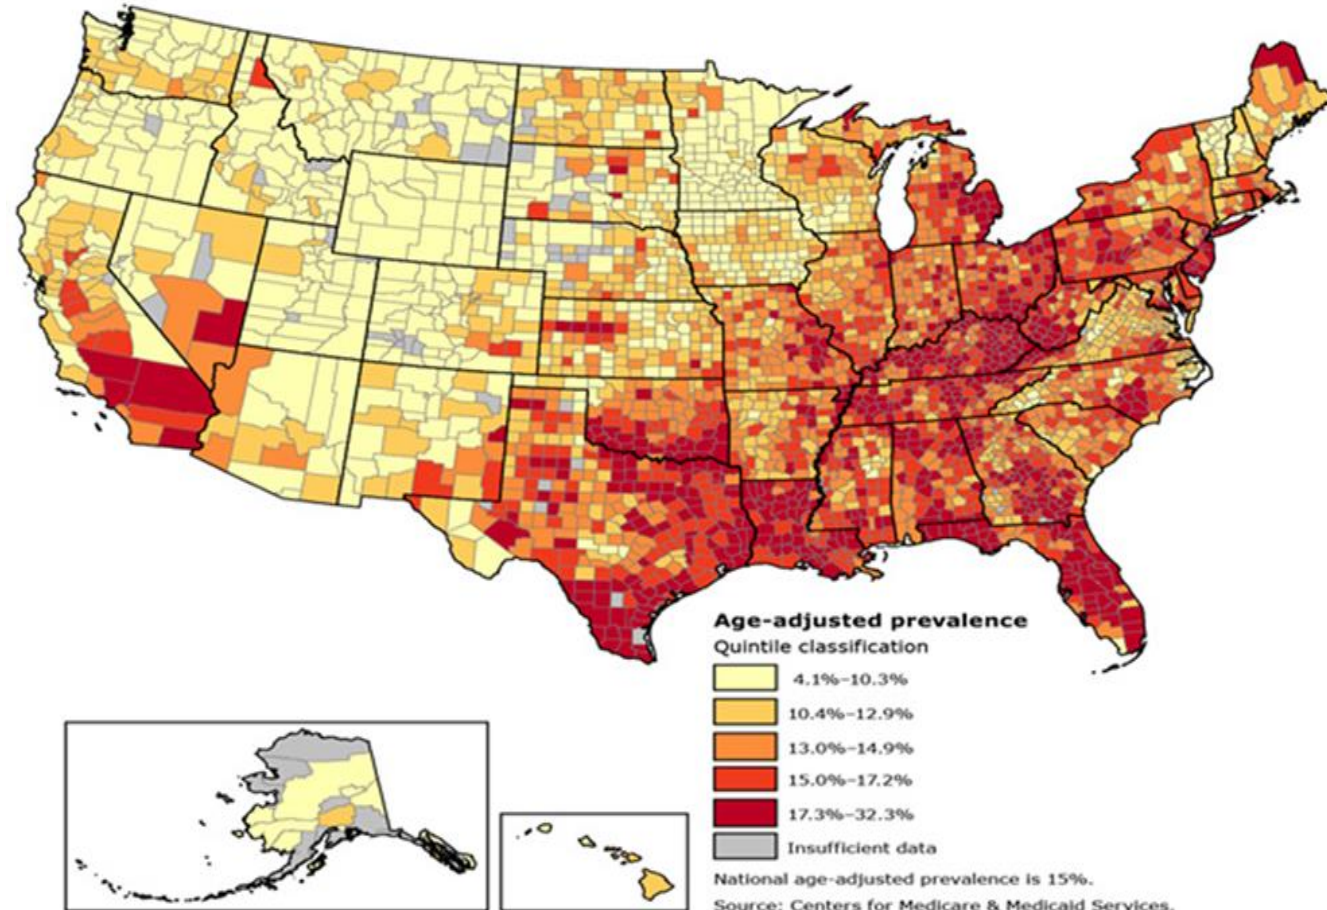 Age-adjusted prevalence
Quintile classification
4.1%–10.3%
10.4%–12.9%
13.0%–14.9%
15.0%–17.2%
17.3%–32.3%
Insufficient data
National age-adjusted prevalence is 15%.
Source: Centers for Medicare & Medicaid Services.